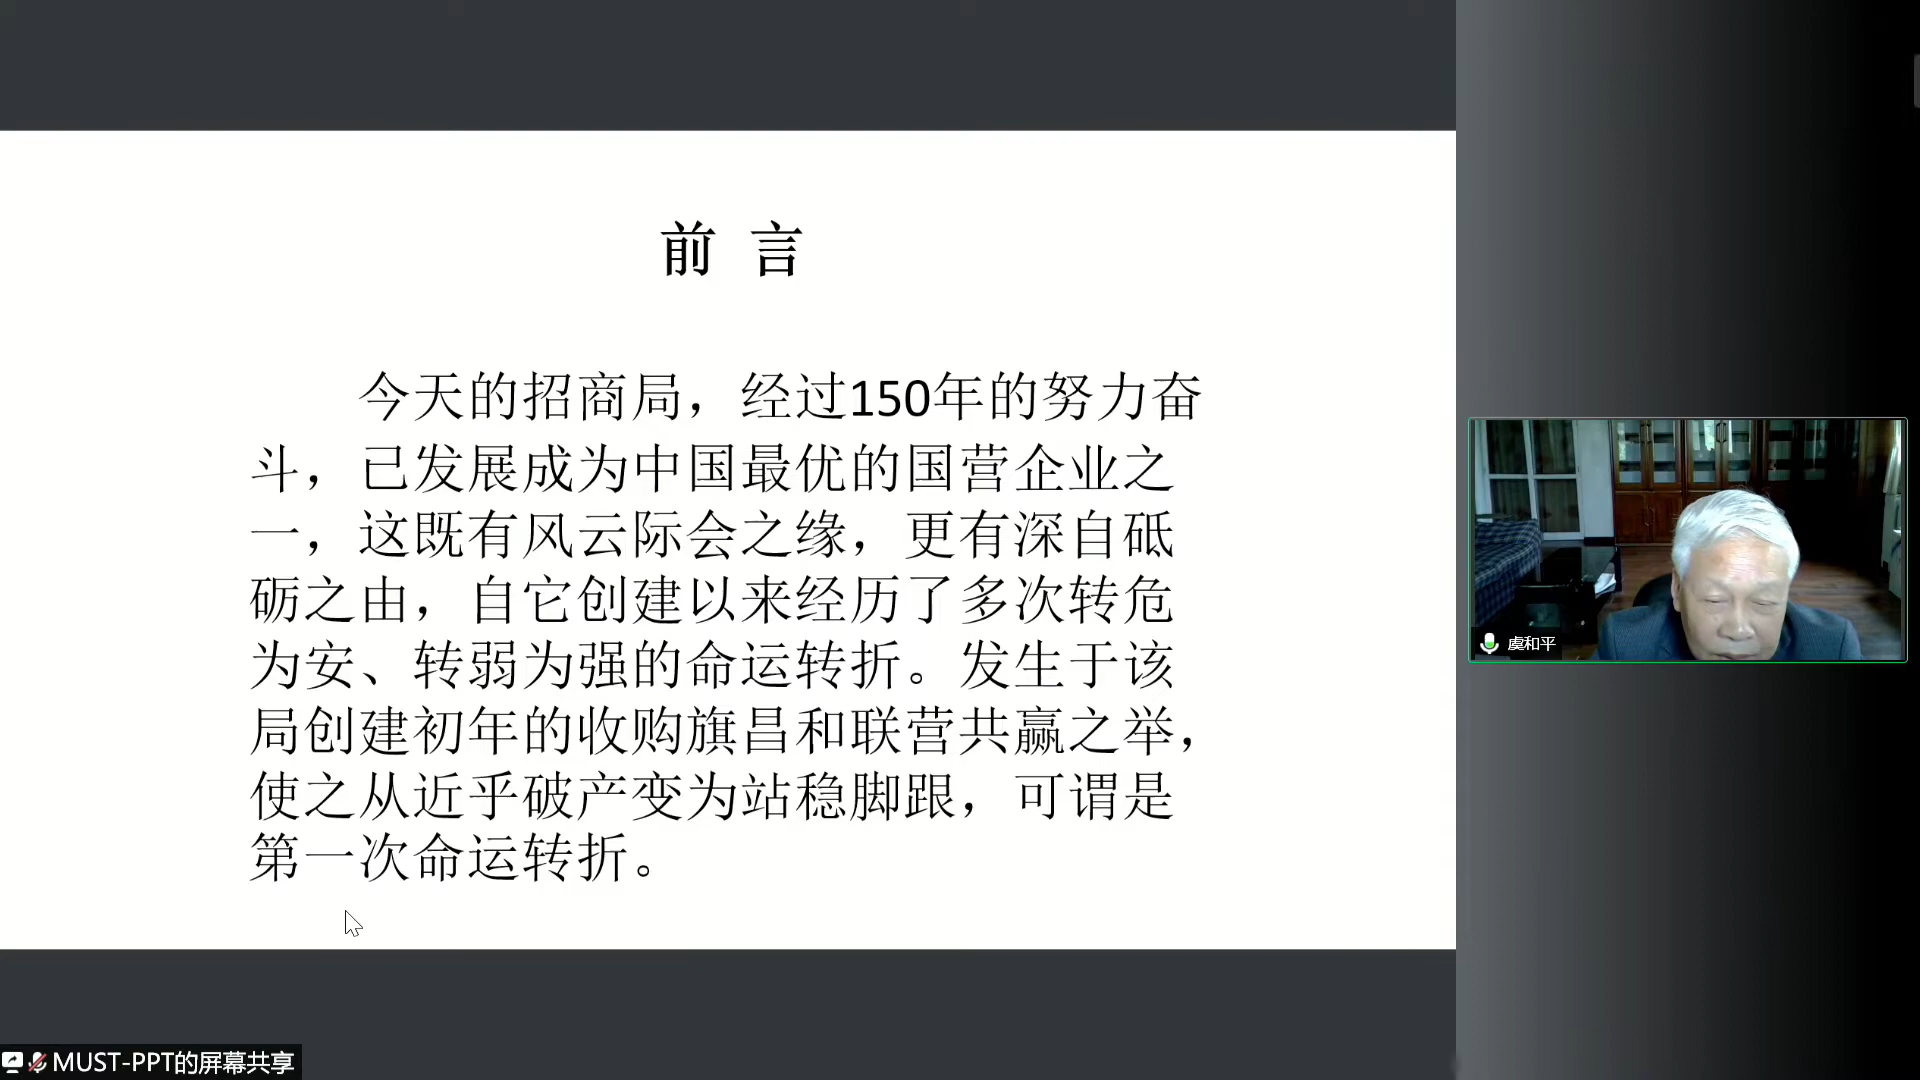 前 言
今天的招商局，经过150年的努力奋
斗，已发展成为中国最优的国营企业之
一，这既有风云际会之缘，更有深自砥
砺之由，自它创建以来经历了多次转危
为安、转弱为强的命运转折。发生于该
局创建初年的收购旗昌和联营共赢之举，
使之从近乎破产变为站稳脚跟，可谓是
第一次命运转折。
虞和平
MUST-PPT的屏幕共享